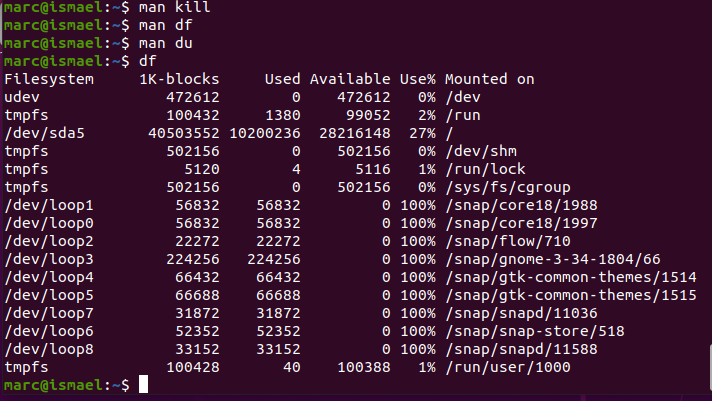 marc@ismael:~$ man kill
marc@ismael:~$ man df
marc@ismael:~$ man du
marc@ismael:~$ df
Filesystem     1K-blocks     Used Available Use% Mounted on
udev              472612        0    472612   0% /dev
tmpfs             100432     1380     99052   2% /run
/dev/sda5       40503552 10200236  28216148  27% /
tmpfs             502156        0    502156   0% /dev/shm
tmpfs               5120        4      5116   1% /run/lock
tmpfs             502156        0    502156   0% /sys/fs/cgroup
/dev/loop1         56832    56832         0 100% /snap/core18/1988
/dev/loop0         56832    56832         0 100% /snap/core18/1997
/dev/loop2         22272    22272         0 100% /snap/flow/710
/dev/loop3        224256   224256         0 100% /snap/gnome-3-34-1804/66
/dev/loop4         66432    66432         0 100% /snap/gtk-common-themes/1514
/dev/loop5         66688    66688         0 100% /snap/gtk-common-themes/1515
/dev/loop7         31872    31872         0 100% /snap/snapd/11036
/dev/loop6         52352    52352         0 100% /snap/snap-store/518
/dev/loop8         33152    33152         0 100% /snap/snapd/11588
tmpfs             100428       40    100388   1% /run/user/1000
marc@ismael:~$